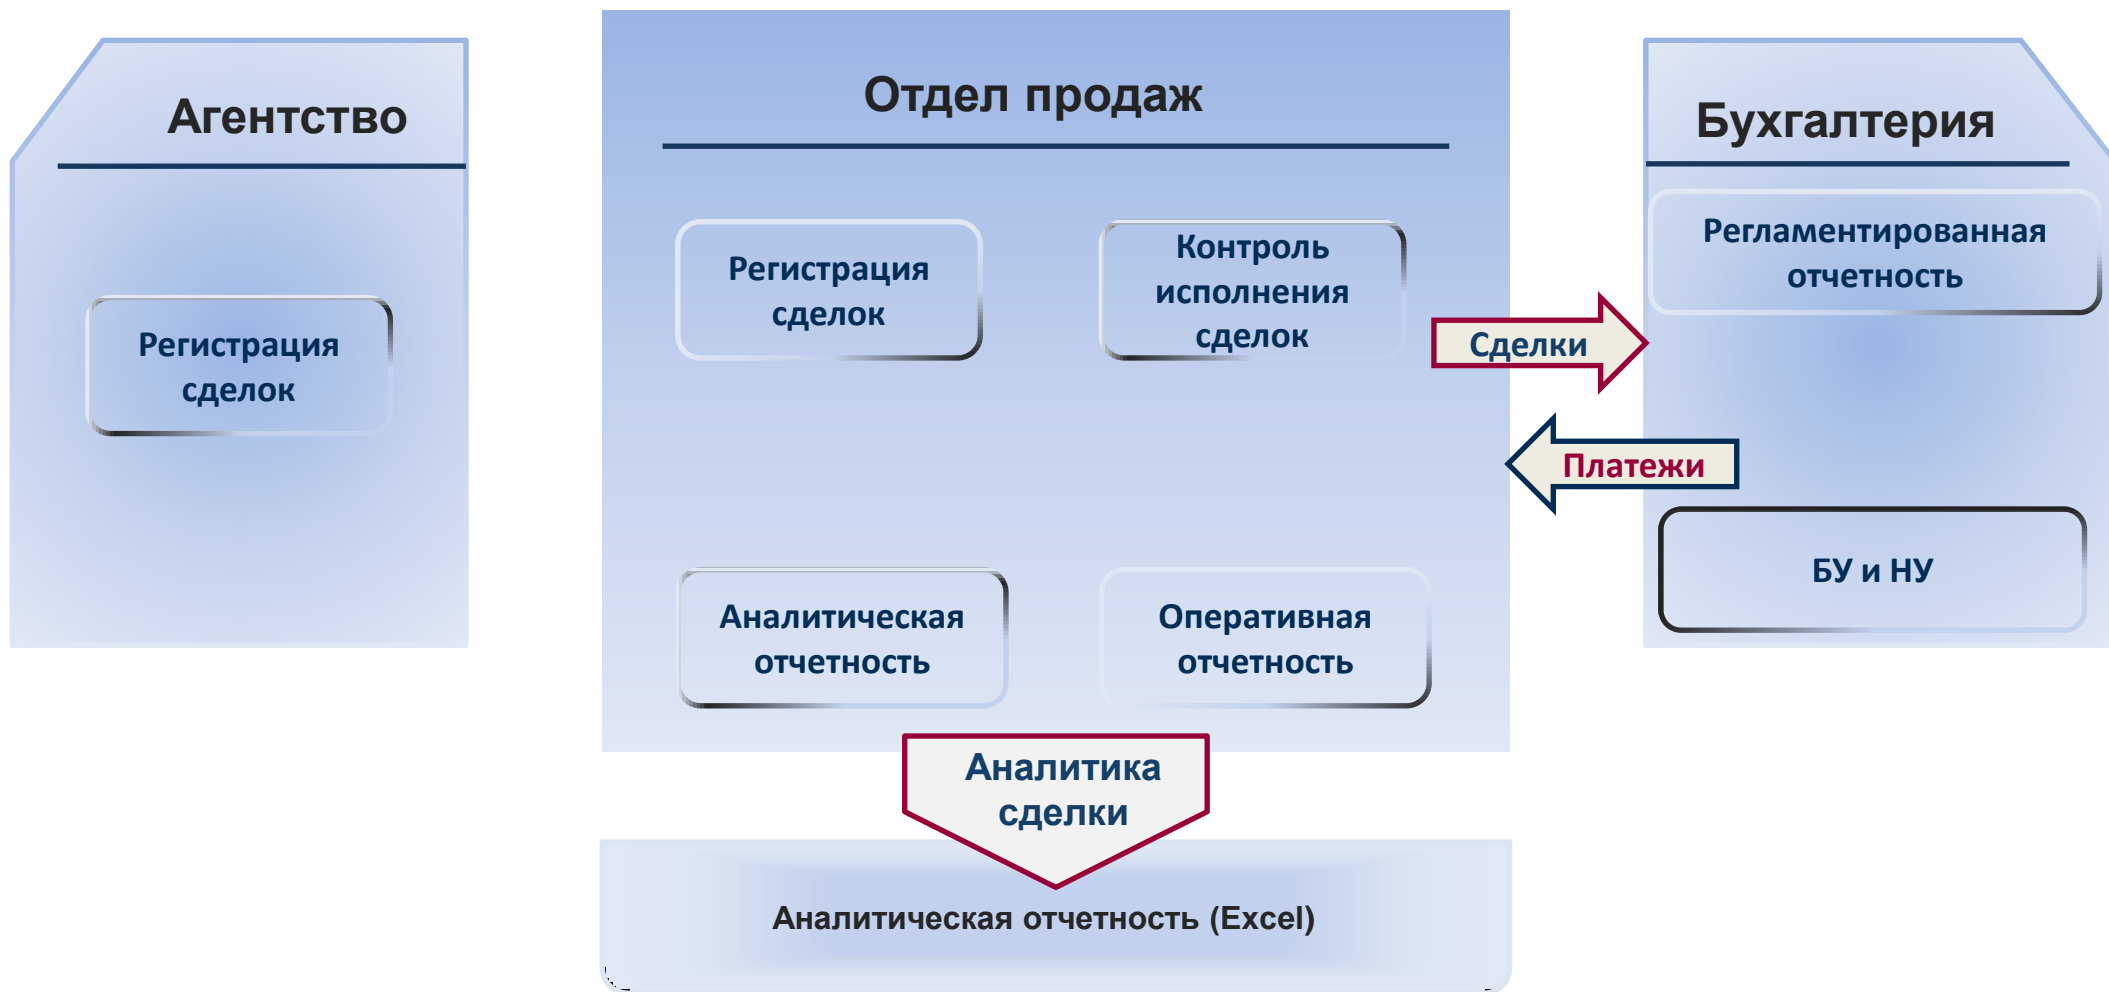 Агентство
Регистрация
сделок
Отдел продаж
Регистрация
сделок
Контроль
исполнения
сделок
Аналитическая
отчетность
Оперативная
отчетность
Сделки
Платежи
Бухгалтерия
Регламентированная
отчетность
БУ и НУ
Аналитика
сделки
Аналитическая отчетность (Excel)